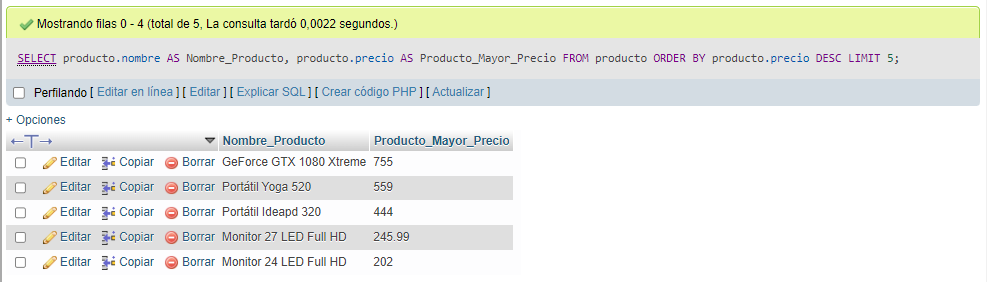 Mostrando filas 0 - 4 (total de 5, La consulta tardó 0,0022 segundos.)
SELECT producto.nombre AS Nombre_Producto, producto.precio AS Producto_Mayor_Precio FROM producto ORDER BY producto.precio DESC LIMIT 5;
Perfilando [ Editar en línea ] [ Editar ] [ Explicar SQL ] [ Crear código PHP ] [ Actualizar ]
+ Opciones
←T→ Nombre_Producto Producto_Mayor_Precio
Editar Copiar Borrar GeForce GTX 1080 Xtreme 755
Editar Copiar Borrar Portátil Yoga 520 559
Editar Copiar Borrar Portátil Ideapd 320 444
Editar Copiar Borrar Monitor 27 LED Full HD 245.99
Editar Copiar Borrar Monitor 24 LED Full HD 202